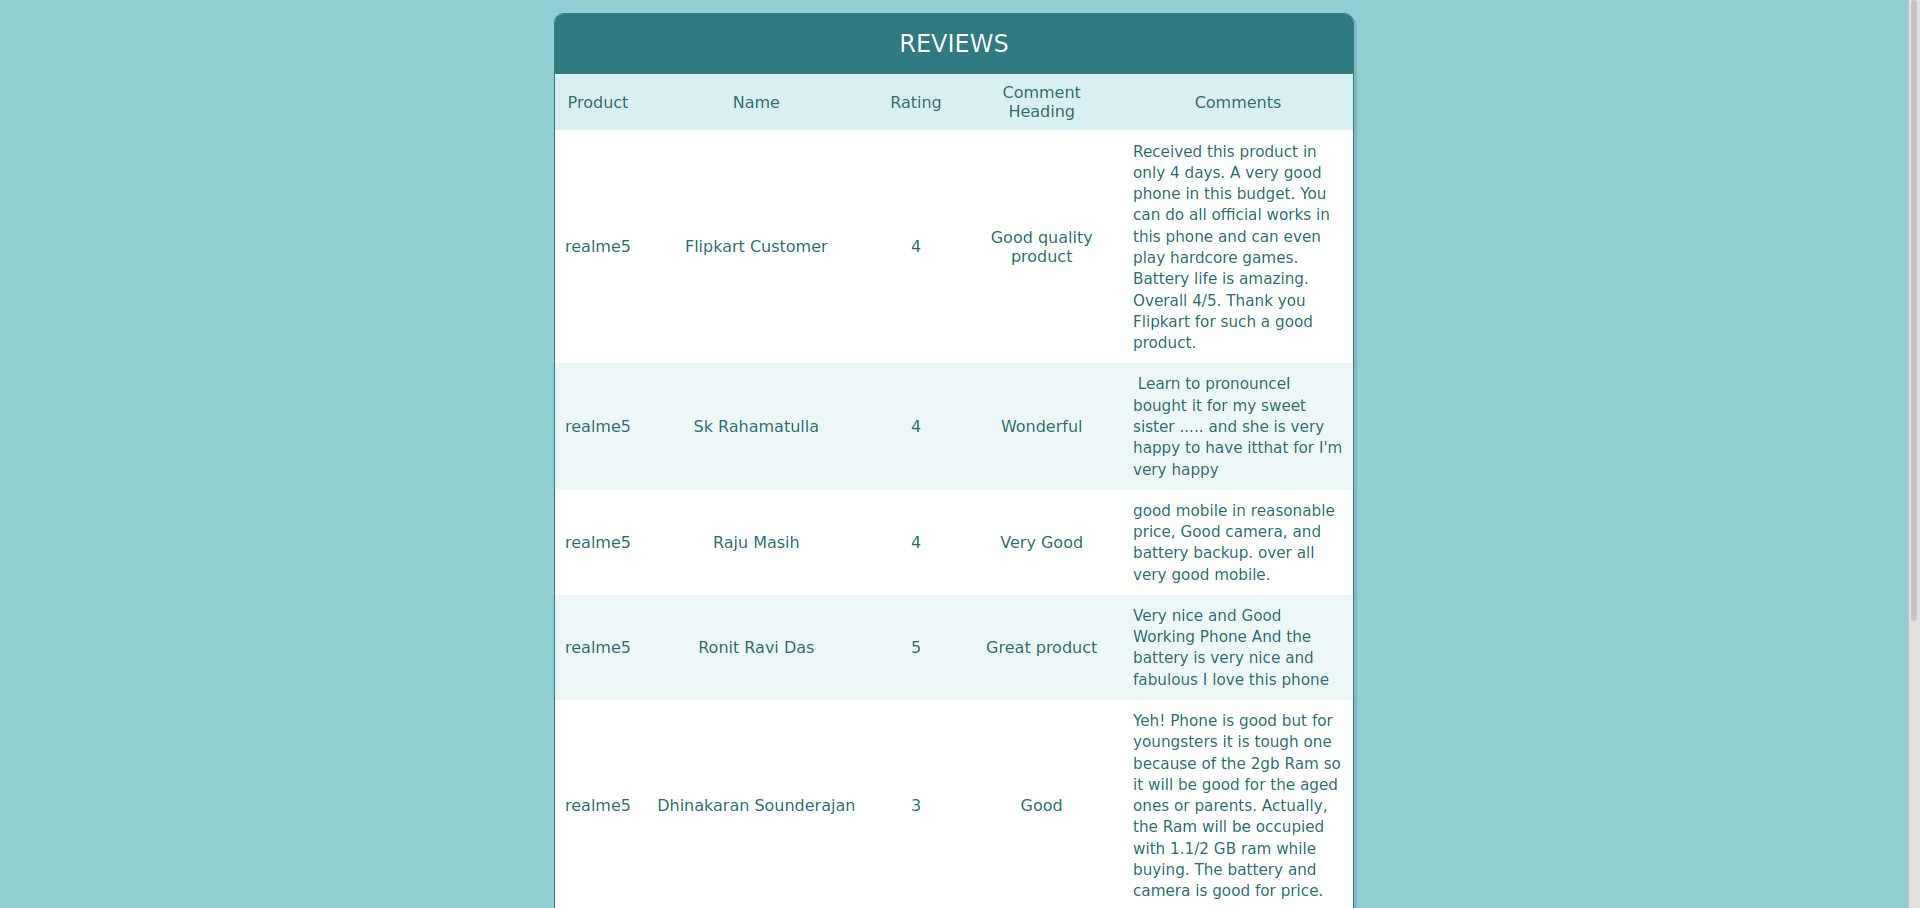 REVIEWS
Product Name Rating Comment Heading Comments
realme5 Flipkart Customer 4 Good quality product
Received this product in
only 4 days. A very good
phone in this budget. You
can do all official works in
this phone and can even
play hardcore games.
Battery life is amazing.
Overall 4/5. Thank you
Flipkart for such a good
product.
realme5 Sk Rahamatulla 4 Wonderful
Learn to pronounceI
bought it for my sweet
sister ..... and she is very
happy to have itthat for I'm
very happy
realme5 Raju Masih 4 Very Good
good mobile in reasonable
price, Good camera, and
battery backup. over all
very good mobile.
realme5 Ronit Ravi Das 5 Great product
Very nice and Good
Working Phone And the
battery is very nice and
fabulous I love this phone
realme5 Dhinakaran Sounderajan 3 Good
Yeh! Phone is good but for
youngsters it is tough one
because of the 2gb Ram so
it will be good for the aged
ones or parents. Actually,
the Ram will be occupied
with 1.1/2 GB ram while
buying. The battery and
camera is good for price.